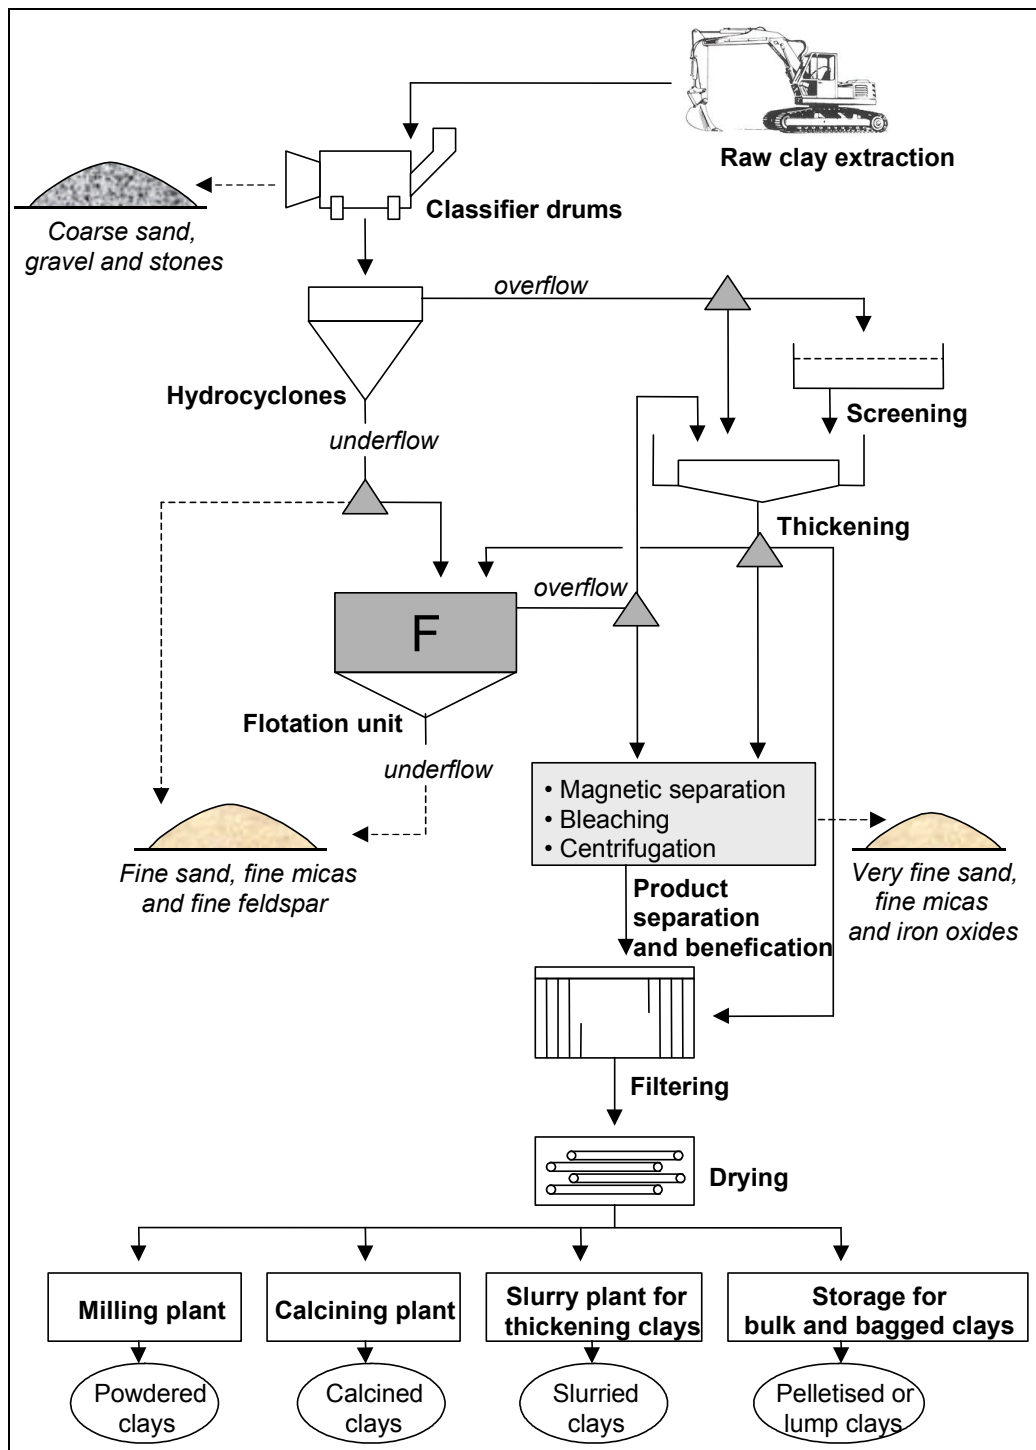 Raw clay extraction
Classifier drums
Coarse sand,
gravel and stones
overflow
Hydrocyclones
Screening
underflow
Thickening
overflow
F
Flotation unit
underflow
• Magnetic separation
• Bleaching
• Centrifugation
Fine sand, fine micas
and fine feldspar
Product
separation
and benefication
Very fine sand,
fine micas
and iron oxides
Filtering
Drying
Milling plant
Calcining plant
Slurry plant for
thickening clays
Storage for
bulk and bagged clays
Powdered
clays
Calcined
clays
Slurried
clays
Pelletised or
lump clays